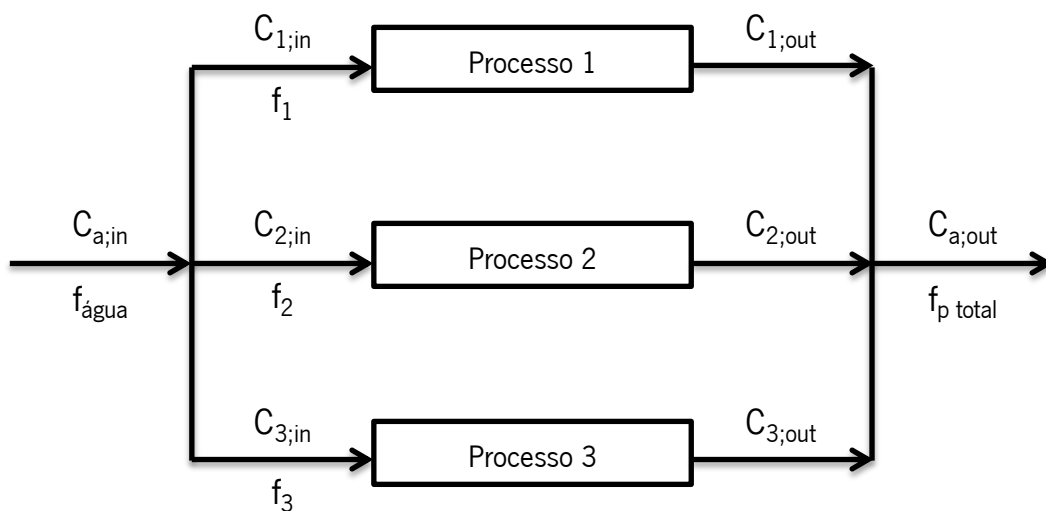 C1;in
C1;out
Processo 1
f1
Ca;in
C2;in
C2;out
Ca;out
Processo 2
fágua
f2
fp total
C3;in
C3;out
Processo 3
f3